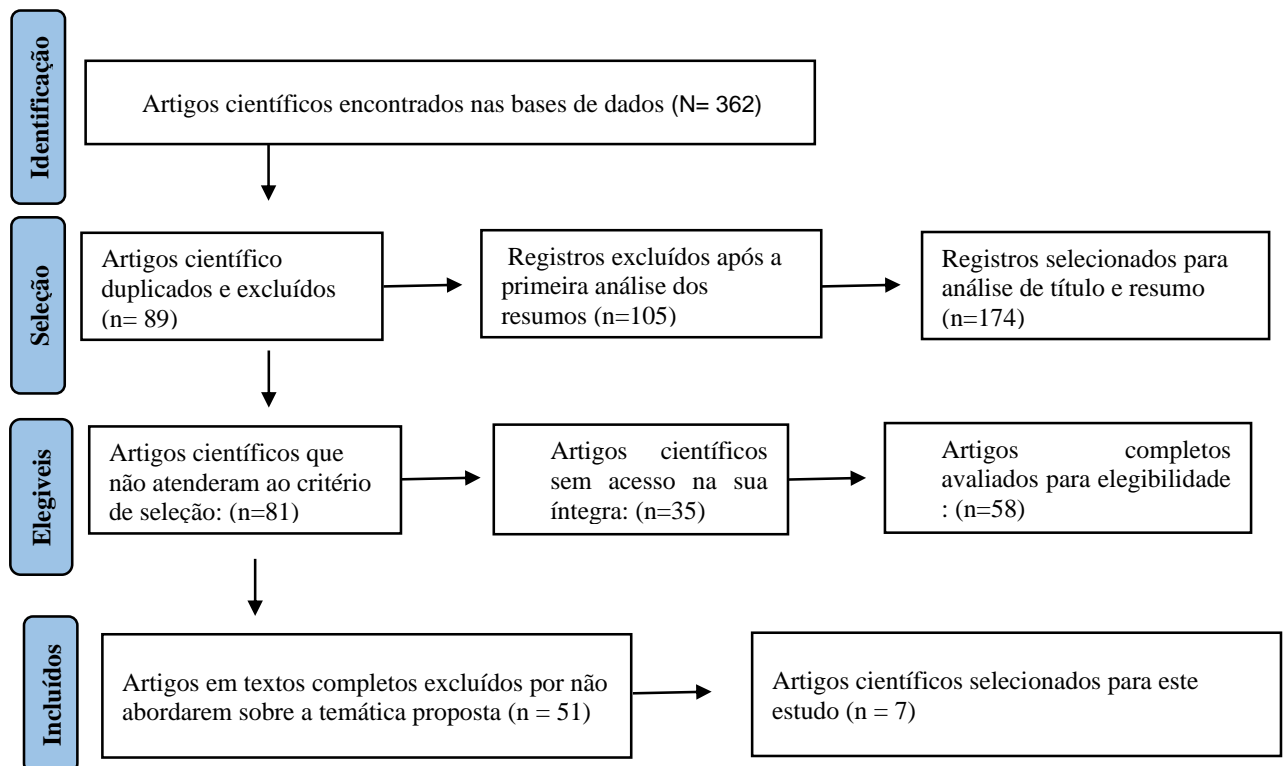 Identificação
Artigos científicos encontrados nas bases de dados (N= 362)
Seleção
Artigos científico
duplicados e excluídos
(n= 89)
Registros excluídos após a
primeira análise dos
resumos (n=105)
Registros selecionados para
análise de título e resumo
(n=174)
Elegiveis
Artigos científicos que
não atenderam ao critério
de seleção: (n=81)
Artigos científicos
sem acesso na sua
íntegra: (n=35)
Artigos completos
avaliados para elegibilidade
: (n=58)
Incluídos
Artigos em textos completos excluídos por não
abordarem sobre a temática proposta (n = 51)
Artigos científicos selecionados para este
estudo (n = 7)